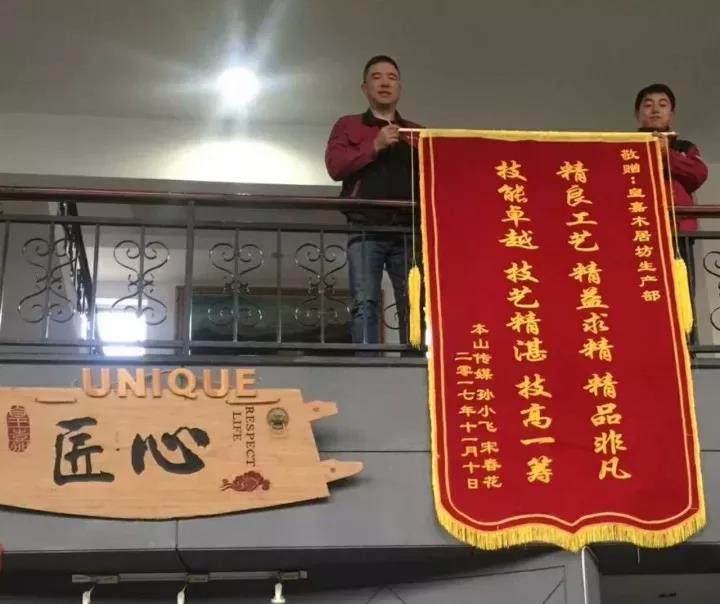 敬赠：皇嘉木居坊生产部
精良工艺 精益求精 精品非凡
技能卓越 技艺精湛 技高一筹
本山传媒 孙小飞 宋春花
二零一七年十一月十日
UNIQUE
匠心
RESPECT
LIFE